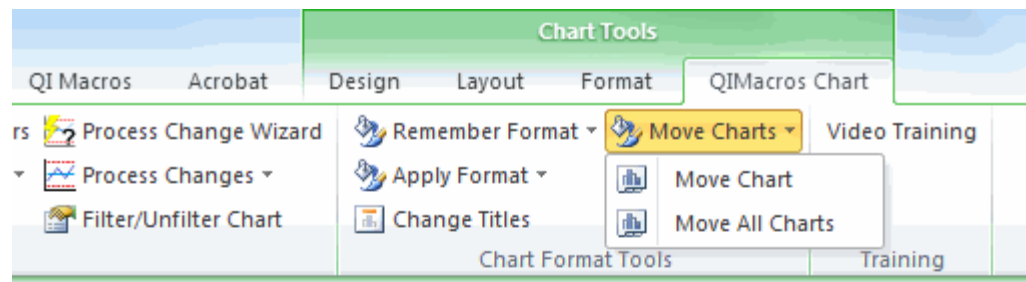 Chart Tools
QI Macros Acrobat Design Layout Format QIMacros Chart
rs Process Change Wizard Remember Format Move Charts Video Training
Process Changes Apply Format Move Chart
Filter/Unfilter Chart Change Titles Move All Charts
Chart Format Tools Training